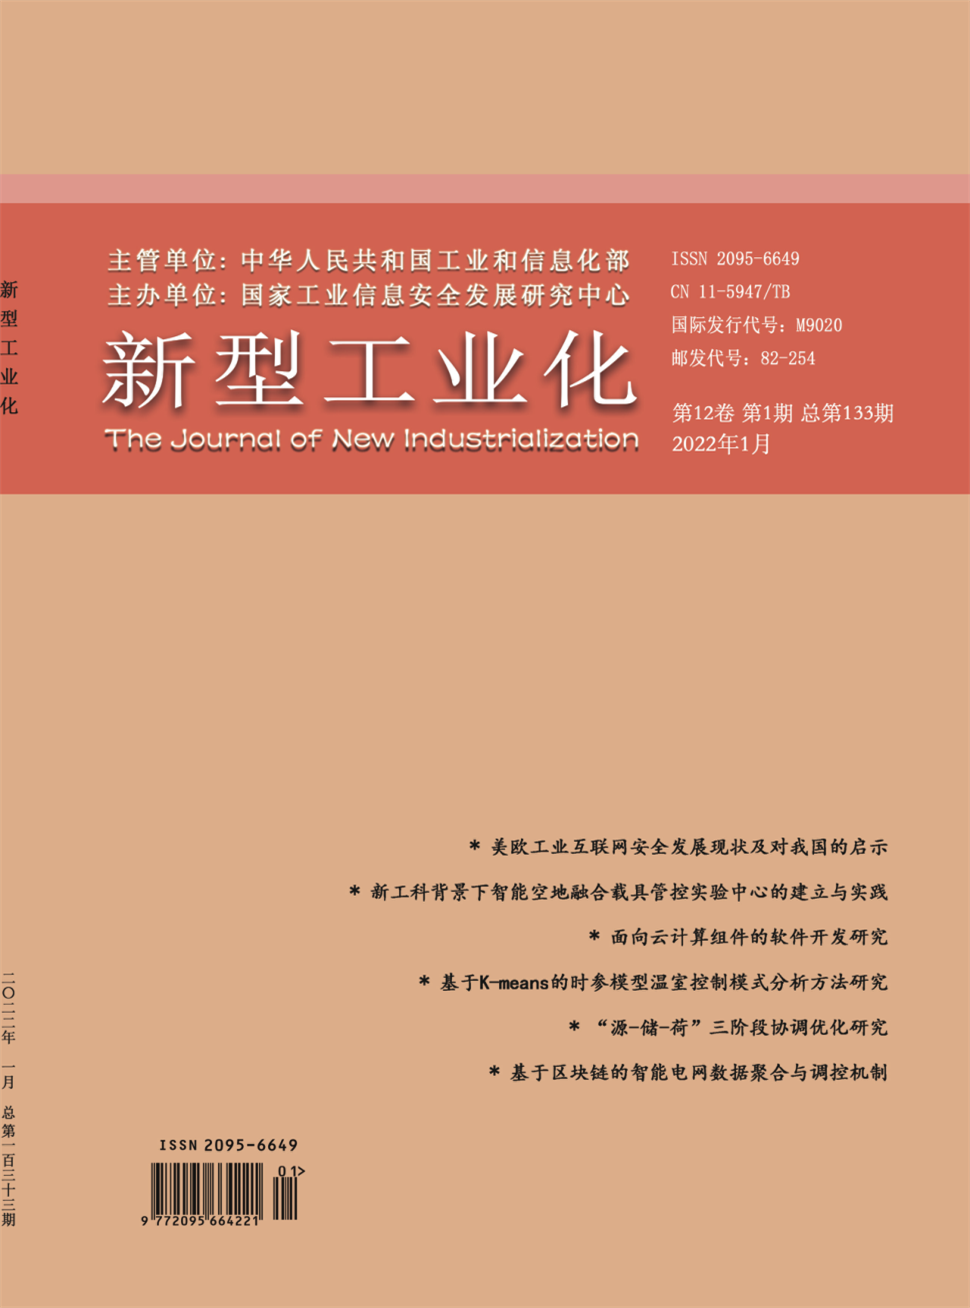 主管单位：中华人民共和国工业和信息化部
主办单位：国家工业信息安全发展研究中心
新型工业化
The Journal of New Industrialization
ISSN 2095-6649
CN 11-5947/TB
国际发行代号：M9020
邮发代号：82-254
第12卷 第1期 总第133期
2022年1月
新型工业化
* 美欧工业互联网安全发展现状及对我国的启示
* 新工科背景下智能空地融合载具管控实验中心的建立与实践
* 面向云计算组件的软件开发研究
* 基于K-means的时参模型温室控制模式分析方法研究
* “源-储-荷”三阶段协调优化研究
* 基于区块链的智能电网数据聚合与调控机制
二〇二二年 一月 总第一百三十三期
ISSN 2095-6649
01>
9 772095 664221